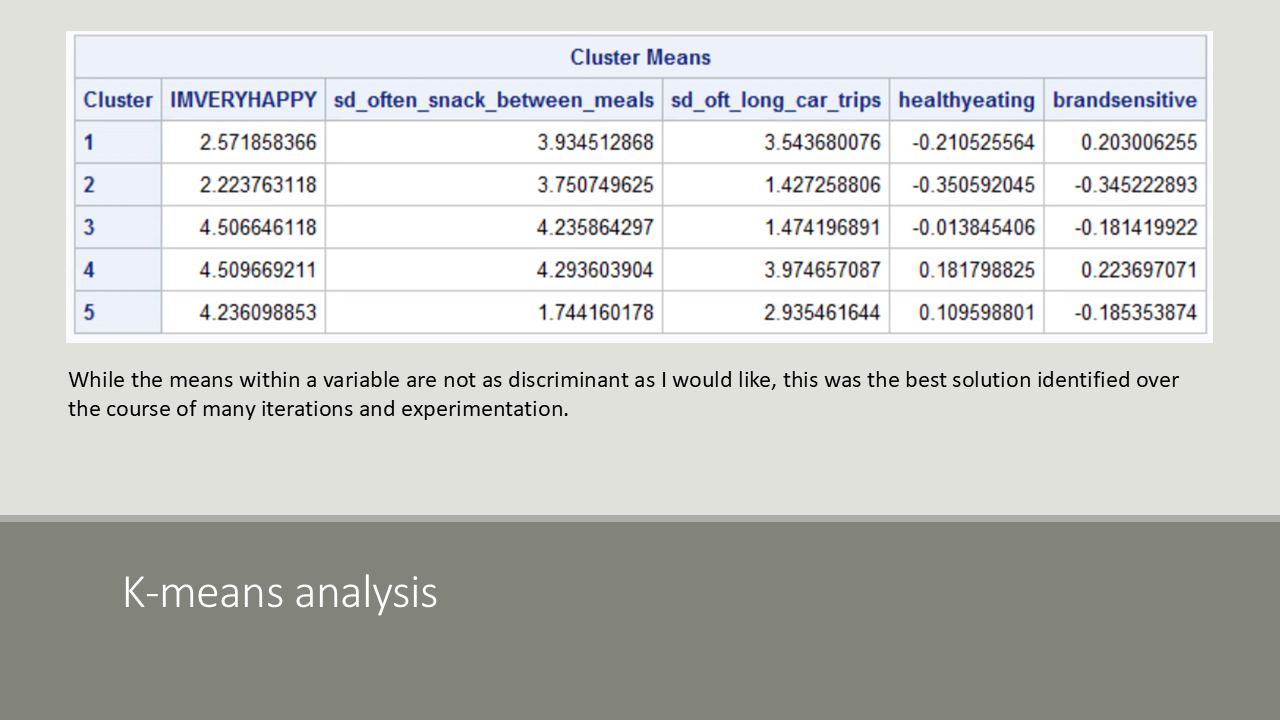 Cluster Means
Cluster IMVERYHAPPY sd_often_snack_between_meals sd_oft_long_car_trips healthyeating brandsensitive
1 2.571858366 3.934512868 3.543680076 -0.210525564 0.203006255
2 2.223763118 3.750749625 1.427258806 -0.350592045 -0.345222893
3 4.506646118 4.235864297 1.474196891 -0.013845406 -0.181419922
4 4.509669211 4.293603904 3.974657087 0.181798825 0.223697071
5 4.236098853 1.744160178 2.935461644 0.109598801 -0.185353874
While the means within a variable are not as discriminant as I would like, this was the best solution identified over
the course of many iterations and experimentation.
K-means analysis